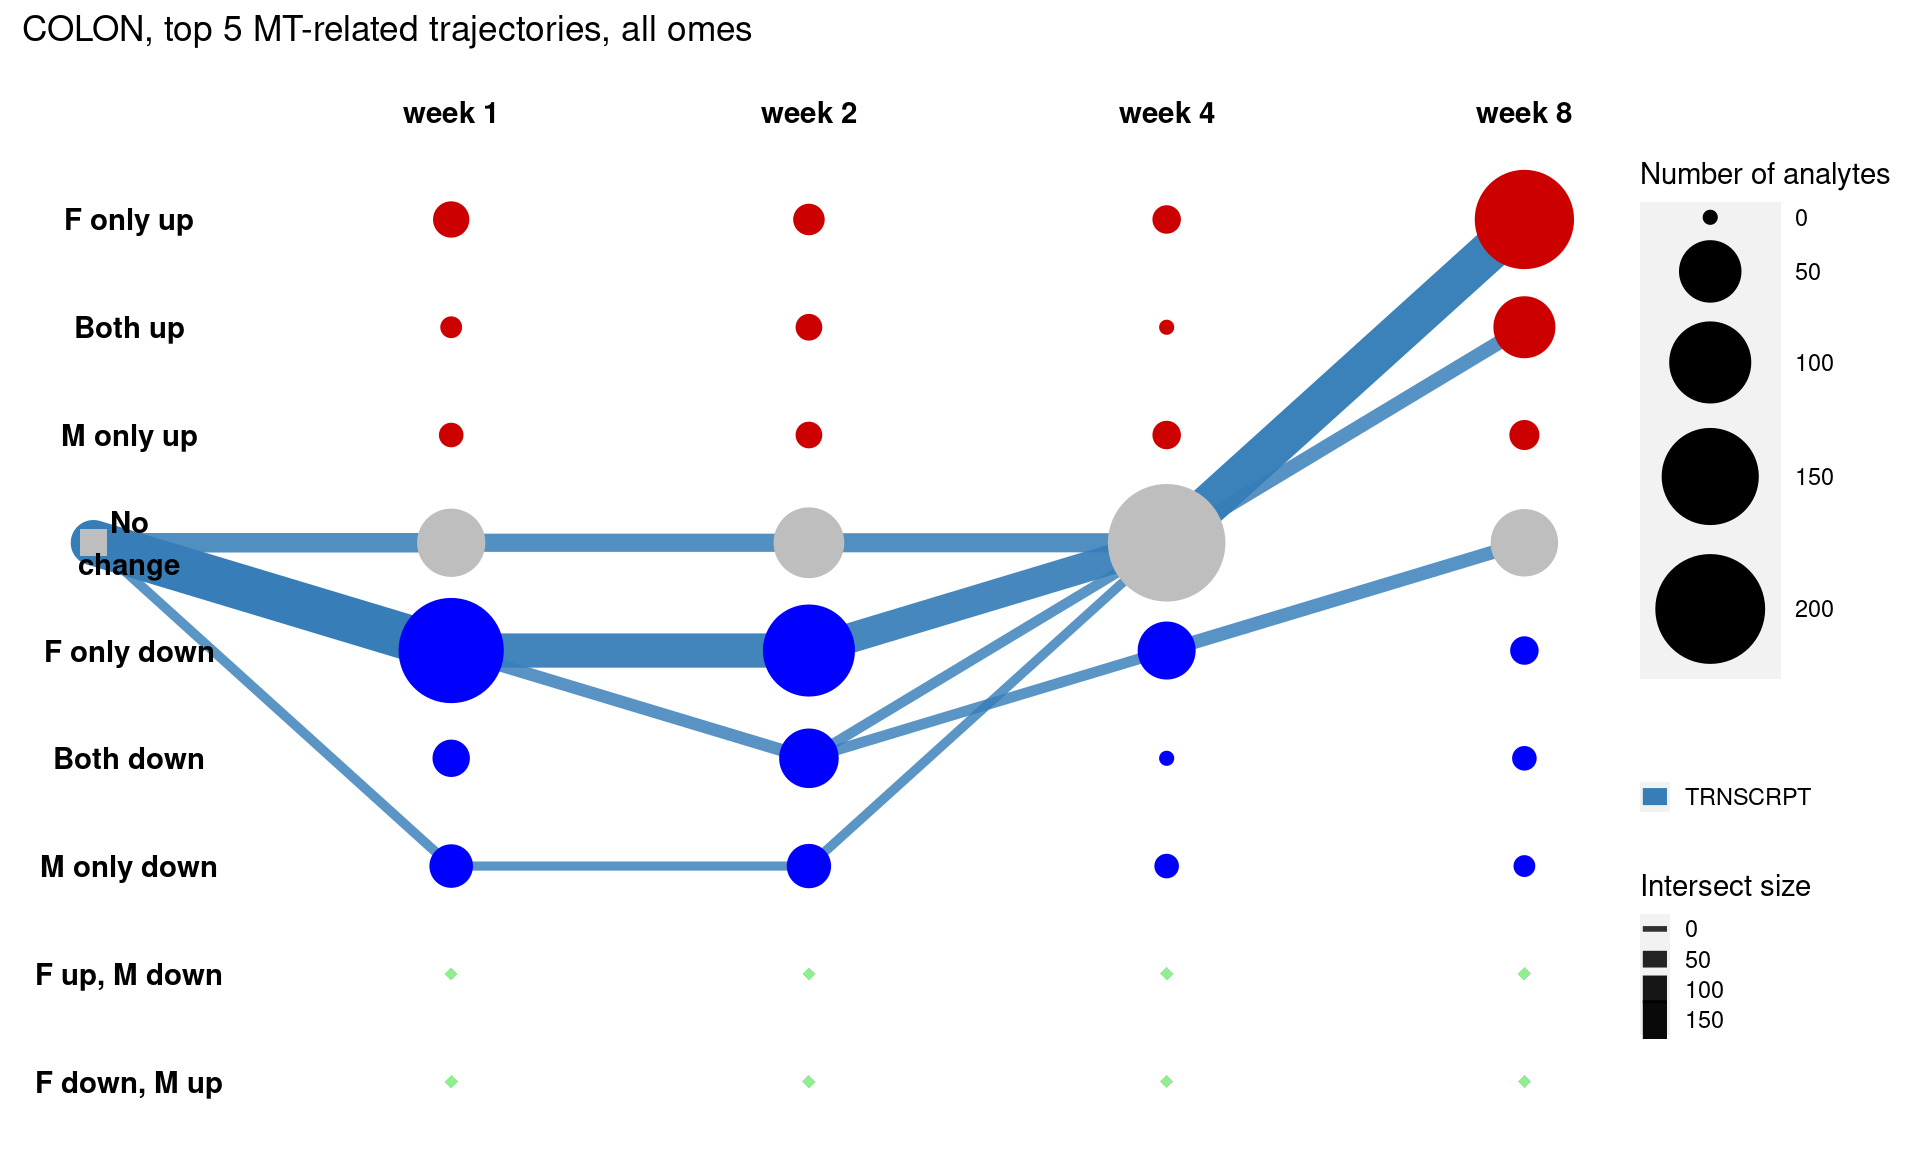 COLON, top 5 MT-related trajectories, all omes
week 1
week 2
week 4
week 8
F only up
Both up
M only up
No
change
F only down
Both down
M only down
F up, M down
F down, M up
Number of analytes
0
50
100
150
200
TRNSCRPT
Intersect size
0
50
100
150